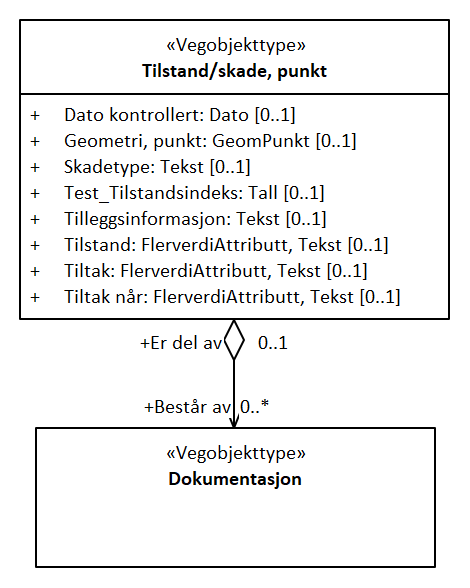 «Vegobjekttype»
Tilstand/skade, punkt
+ Dato kontrollert: Dato [0..1]
+ Geometri, punkt: GeomPunkt [0..1]
+ Skadetype: Tekst [0..1]
+ Test_Tilstandsindeks: Tall [0..1]
+ Tilleggsinformasjon: Tekst [0..1]
+ Tilstand: FlerverdiAttributt, Tekst [0..1]
+ Tiltak: FlerverdiAttributt, Tekst [0..1]
+ Tiltak når: FlerverdiAttributt, Tekst [0..1]
+Er del av 0..1
+Består av 0..*
«Vegobjekttype»
Dokumentasjon